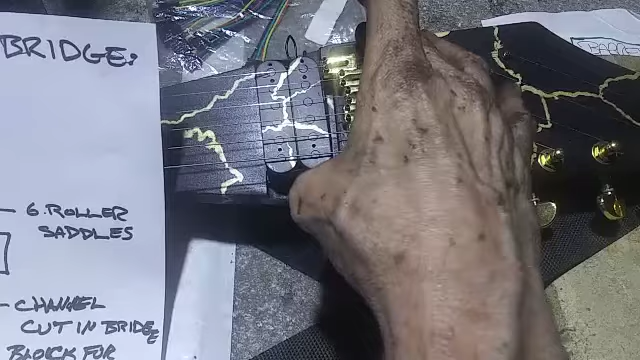 BRIDGE:
6. ROLLER
SADDLES
CHANNEL
CUT IN BRIDGE
BLOCK FOR